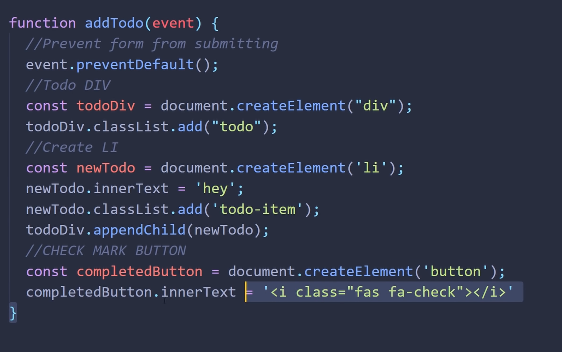 function addTodo(event) {
//Prevent form from submitting
event.preventDefault();
//Todo DIV
const todoDiv = document.createElement("div");
todoDiv.classList.add("todo");
//Create LI
const newTodo = document.createElement('li');
newTodo.innerText = 'hey';
newTodo.classList.add('todo-item');
todoDiv.appendChild(newTodo);
//CHECK MARK BUTTON
const completedButton = document.createElement('button');
completedButton.innerText = '<i class="fas fa-check"></i>'
}